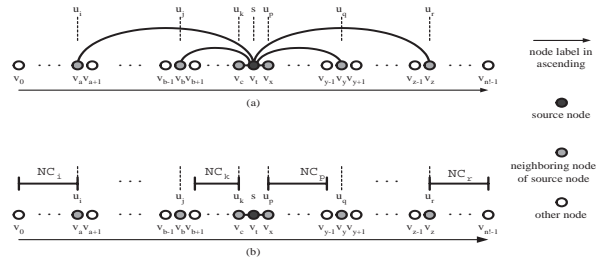 u_i u_j u_k s u_p u_q u_r
v_0 v_a v_{a+1} v_{b-1} v_b v_{b+1} v_c v_t v_x v_{y-1} v_y v_{y+1} v_{z-1} v_z v_{n!-1}
(a)
NC_i NC_k NC_p NC_r
u_i u_j u_k s u_p u_q u_r
v_0 v_a v_{a+1} v_{b-1} v_b v_{b+1} v_c v_t v_x v_{y-1} v_y v_{y+1} v_{z-1} v_z v_{n!-1}
(b)
node label in
ascending
source node
neighboring node
of source node
other node